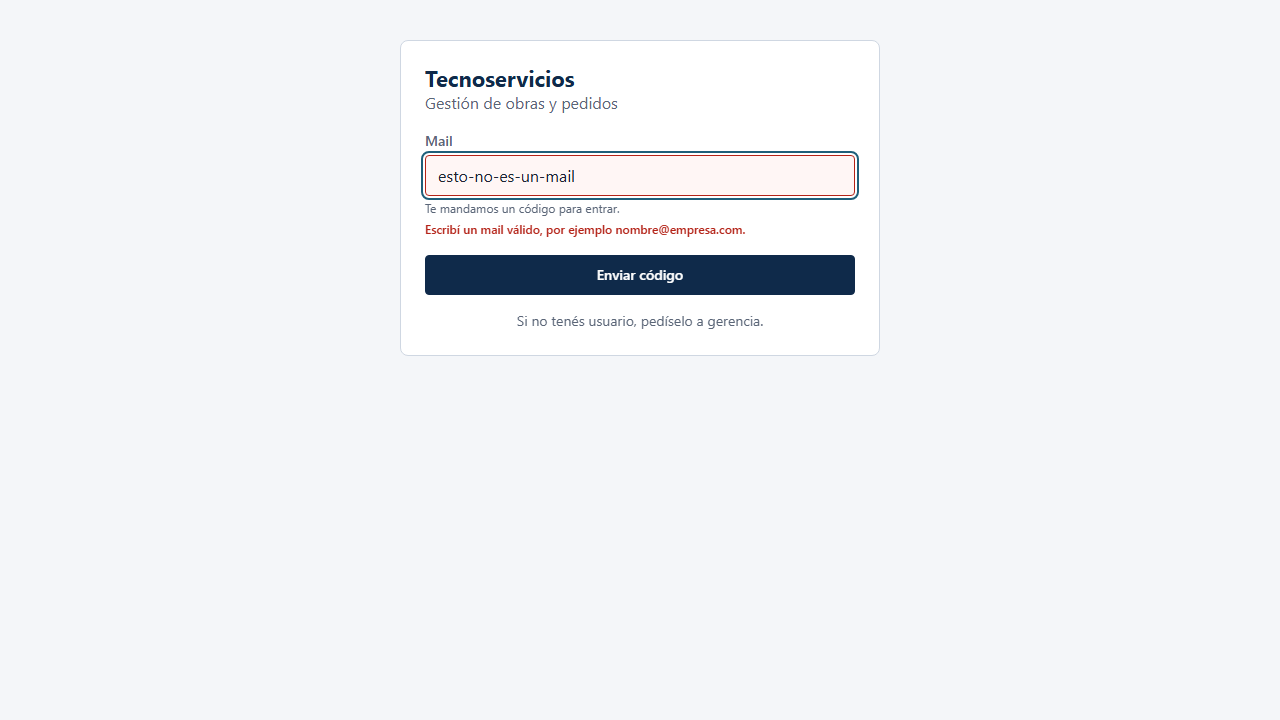 Tecnoservicios
Gestión de obras y pedidos
Mail
esto-no-es-un-mail
Te mandamos un código para entrar.
Escribí un mail válido, por ejemplo nombre@empresa.com.
Enviar código
Si no tenés usuario, pedíselo a gerencia.